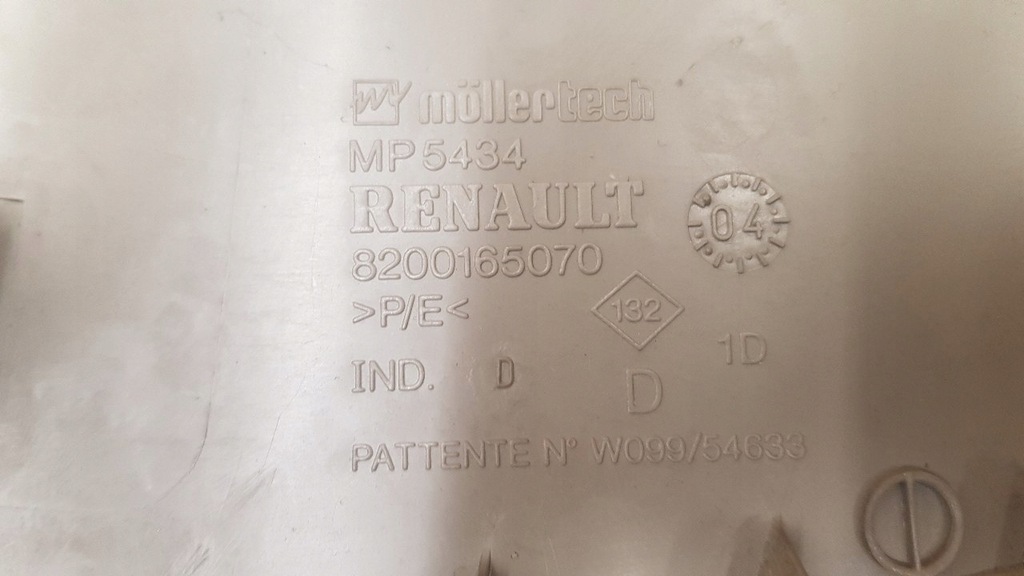 möllertech
MP 5434
RENAULT
04
8200165070
>P/E<
132
1D
IND. D
D
PATTENTE N° W099/54633